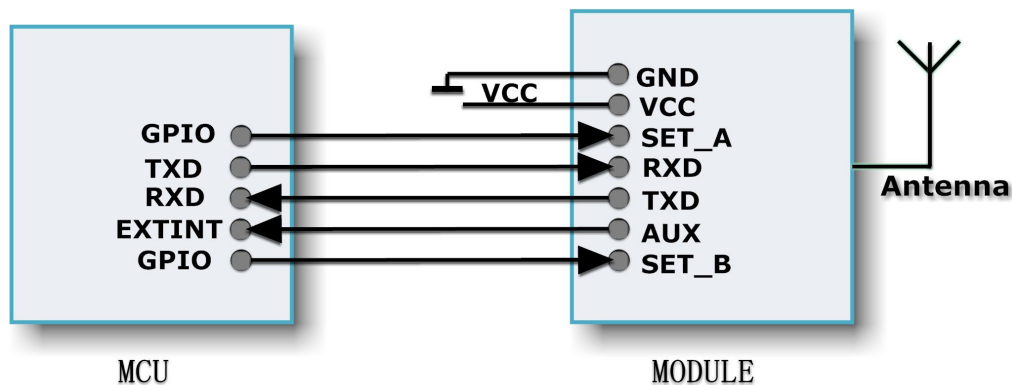 GND
VCC VCC
GPIO SET_A
TXD RXD
RXD TXD
EXTINT AUX
GPIO SET_B
Antenna
MCU MODULE